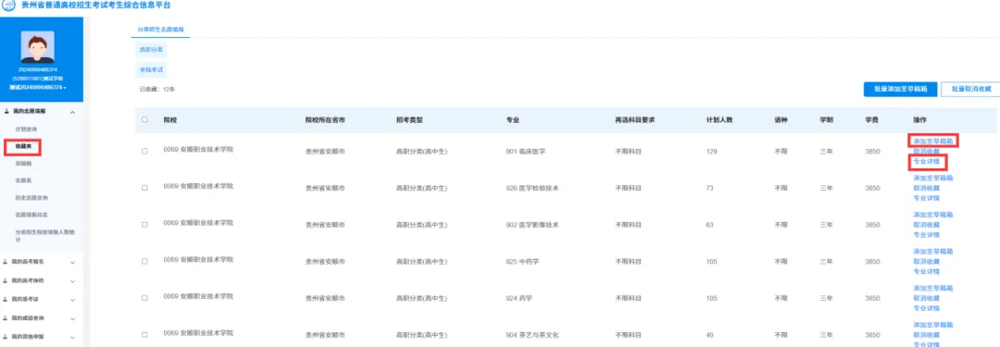 贵州省普通高校招生考试考生综合信息平台
20240000486374
(5299011001)测试学校
测试20240000486374
我的志愿填报
计划查询
收藏夹
草稿箱
志愿表
历史志愿查询
志愿填报日志
分类招生院校填报人数统计
我的高考报名
我的高考体检
我的准考证
我的成绩查询
我的资格申报
分类招生志愿填报
高职分类
单独考试
已收藏：12条
批量添加至草稿箱 批量取消收藏
院校 院校所在省市 招考类型 专业 再选科目要求 计划人数 语种 学制 学费 操作
0069 安顺职业技术学院 贵州省安顺市 高职分类(高中生) 901 临床医学 不限科目 129 不限 三年 3850 添加至草稿箱
取消收藏
专业详情
0069 安顺职业技术学院 贵州省安顺市 高职分类(高中生) 926 医学检验技术 不限科目 73 不限 三年 3850 添加至草稿箱
取消收藏
专业详情
0069 安顺职业技术学院 贵州省安顺市 高职分类(高中生) 902 医学影像技术 不限科目 63 不限 三年 3850 添加至草稿箱
取消收藏
专业详情
0069 安顺职业技术学院 贵州省安顺市 高职分类(高中生) 925 中药学 不限科目 105 不限 三年 3850 添加至草稿箱
取消收藏
专业详情
0069 安顺职业技术学院 贵州省安顺市 高职分类(高中生) 924 药学 不限科目 105 不限 三年 3850 添加至草稿箱
取消收藏
专业详情
0069 安顺职业技术学院 贵州省安顺市 高职分类(高中生) 904 茶艺与茶文化 不限科目 40 不限 三年 3850 添加至草稿箱
取消收藏
专业详情